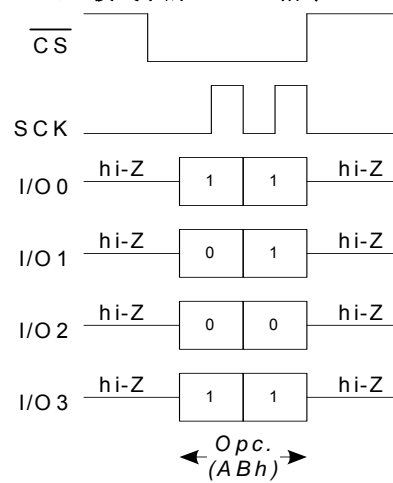 CS
SCK
hi-Z 1 1 hi-Z
I/O 0
hi-Z 0 1 hi-Z
I/O 1
hi-Z 0 0 hi-Z
I/O 2
hi-Z 1 1 hi-Z
I/O 3
Opc.
(ABh)